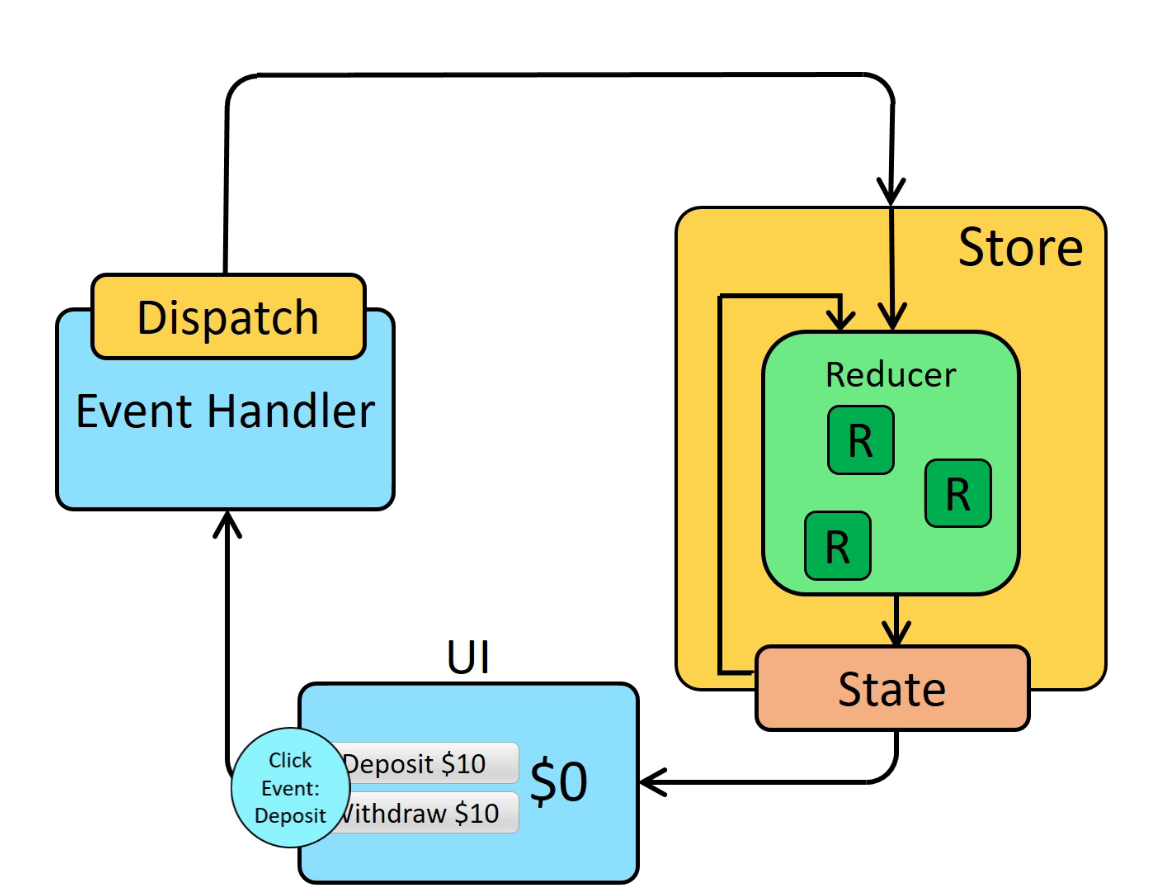 Store
Dispatch
Event Handler
Reducer
R
R
R
UI
State
Click
Event:
Deposit
Deposit $10
Withdraw $10
$0